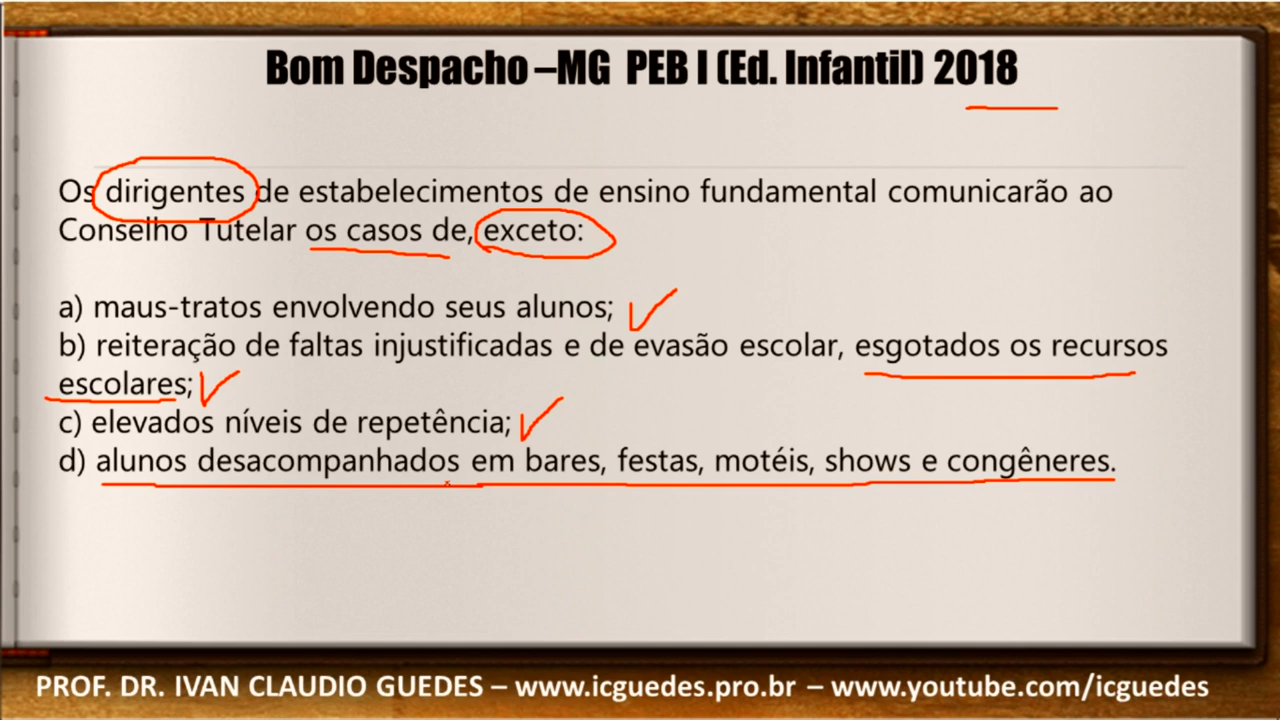 Bom Despacho –MG PEB I (Ed. Infantil) 2018
Os dirigentes de estabelecimentos de ensino fundamental comunicarão ao
Conselho Tutelar os casos de, exceto:
a) maus-tratos envolvendo seus alunos;
b) reiteração de faltas injustificadas e de evasão escolar, esgotados os recursos
escolares;
c) elevados níveis de repetência;
d) alunos desacompanhados em bares, festas, motéis, shows e congêneres.
PROF. DR. IVAN CLAUDIO GUEDES – www.icguedes.pro.br – www.youtube.com/icguedes